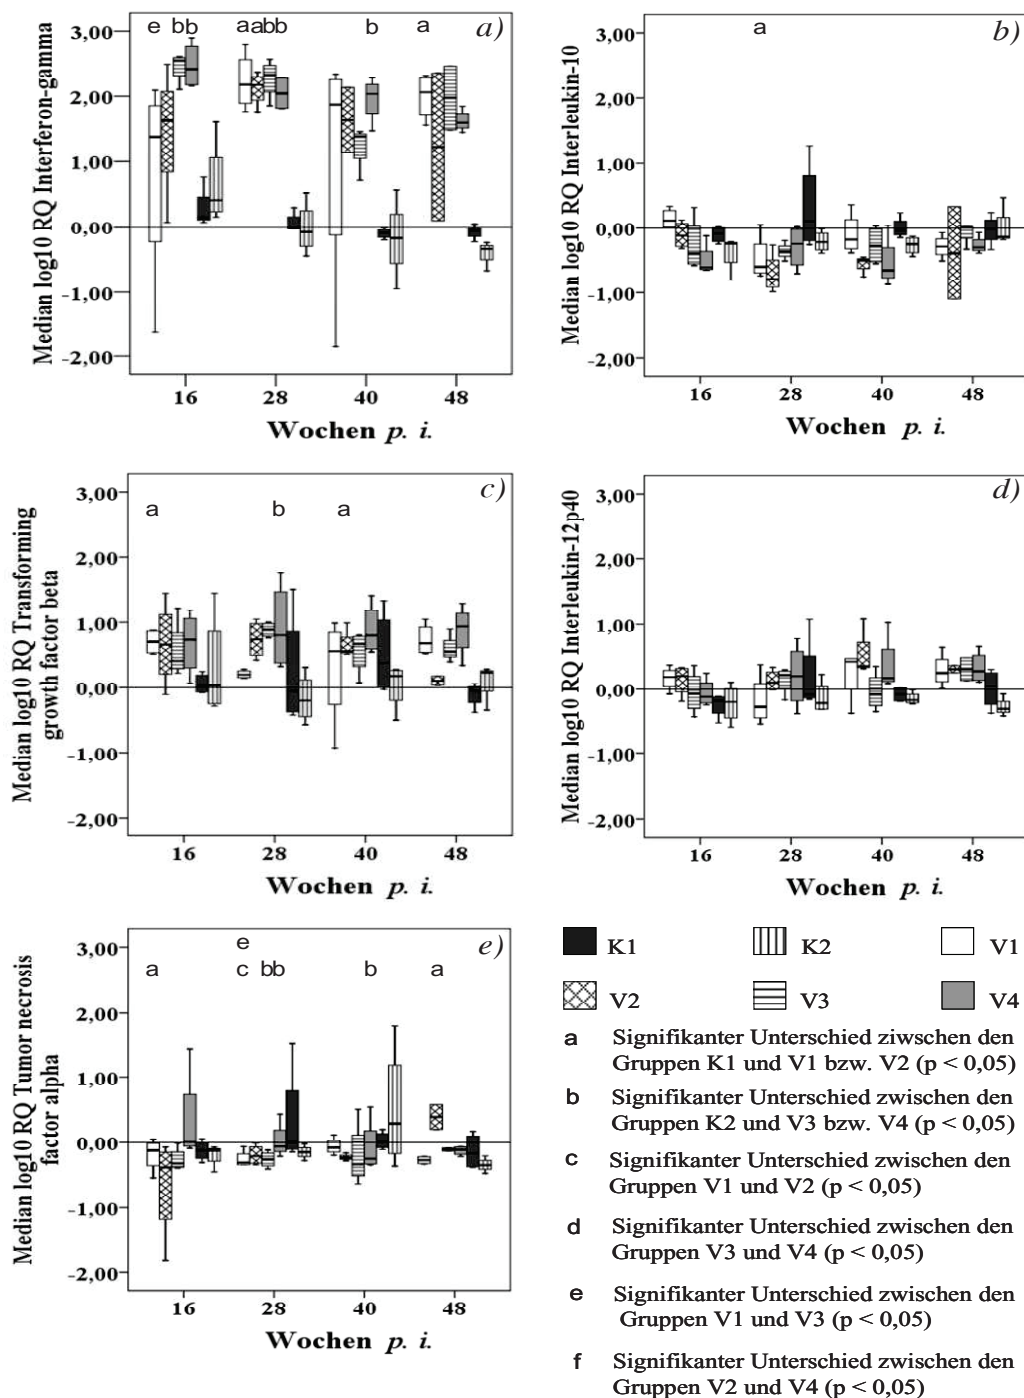 e bb a abb b a a)
3,00
2,00
1,00
0,00
-1,00
-2,00
Median log10 RQ Interferon-gamma
16 28 40 48
Wochen p. i.
a b)
3,00
2,00
1,00
0,00
-1,00
-2,00
Median log10 RQ Interleukin-10
16 28 40 48
Wochen p. i.
a b a c)
3,00
2,00
1,00
0,00
-1,00
-2,00
Median log10 RQ Transforming
growth factor beta
16 28 40 48
Wochen p. i.
d)
3,00
2,00
1,00
0,00
-1,00
-2,00
Median log10 RQ Interleukin-12p40
16 28 40 48
Wochen p. i.
e
a c bb b a e)
3,00
2,00
1,00
0,00
-1,00
-2,00
Median log10 RQ Tumor necrosis
factor alpha
16 28 40 48
Wochen p. i.
K1 K2 V1
V2 V3 V4
a Signifikanter Unterschied ziwschen den
Gruppen K1 und V1 bzw. V2 (p < 0,05)
b Signifikanter Unterschied zwischen den
Gruppen K2 und V3 bzw. V4 (p < 0,05)
c Signifikanter Unterschied zwischen den
Gruppen V1 und V2 (p < 0,05)
d Signifikanter Unterschied zwischen den
Gruppen V3 und V4 (p < 0,05)
e Signifikanter Unterschied zwischen den
Gruppen V1 und V3 (p < 0,05)
f Signifikanter Unterschied zwischen den
Gruppen V2 und V4 (p < 0,05)